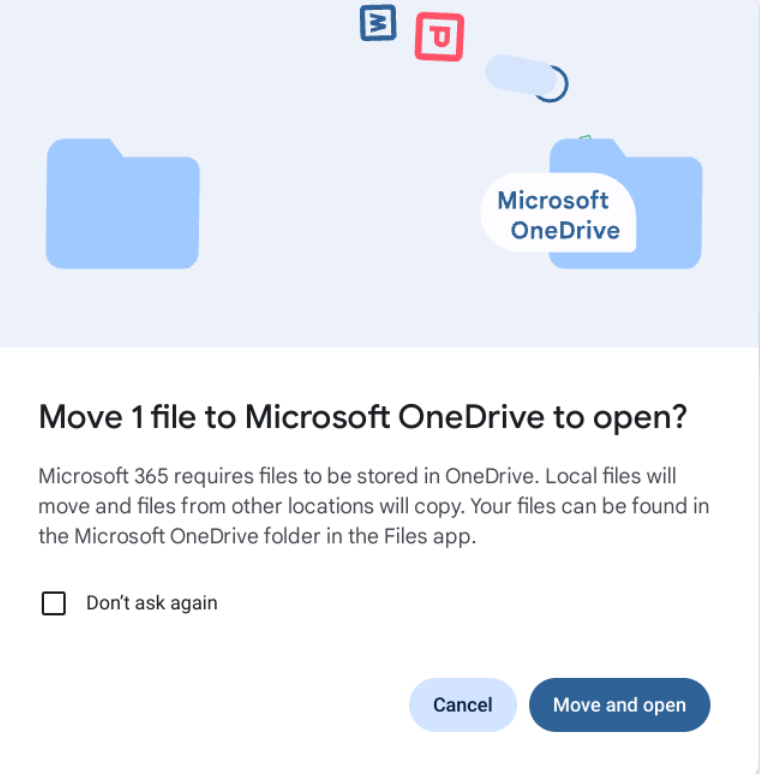 W
P
Microsoft
OneDrive
Move 1 file to Microsoft OneDrive to open?
Microsoft 365 requires files to be stored in OneDrive. Local files will
move and files from other locations will copy. Your files can be found in
the Microsoft OneDrive folder in the Files app.
Don’t ask again
Cancel
Move and open